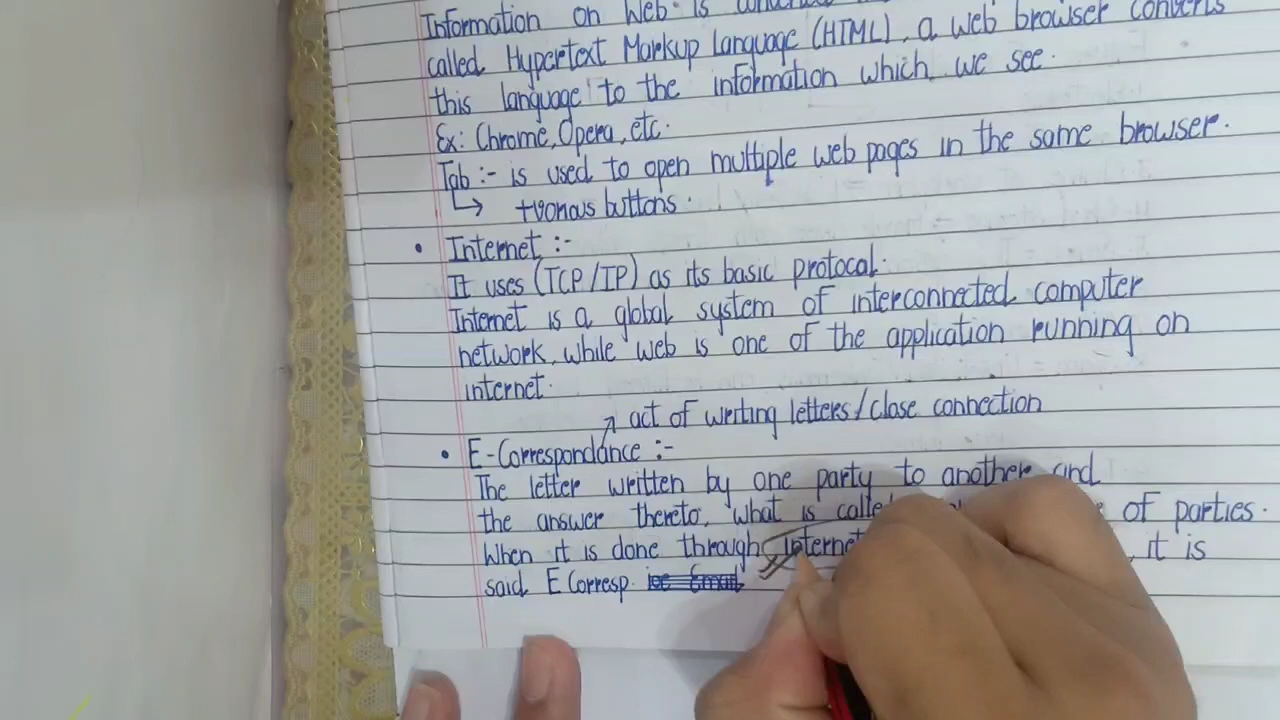 Information on Web is
called Hypertext Markup Language (HTML), a web browser converts
this language to the information which we see.
Ex: Chrome, Opera, etc.
Tab :- is used to open multiple web pages in the same browser.
↳ +various buttons.
• Internet :-
It uses (TCP/IP) as its basic protocal.
Internet is a global system of interconnected computer
network, while web is one of the application running on
internet.
↗ act of writing letters/close connection
• E-Correspondance :-
The letter written by one party to another and
the answer thereto, what is called of parties.
When it is done through internet , it is
said E Corresp.